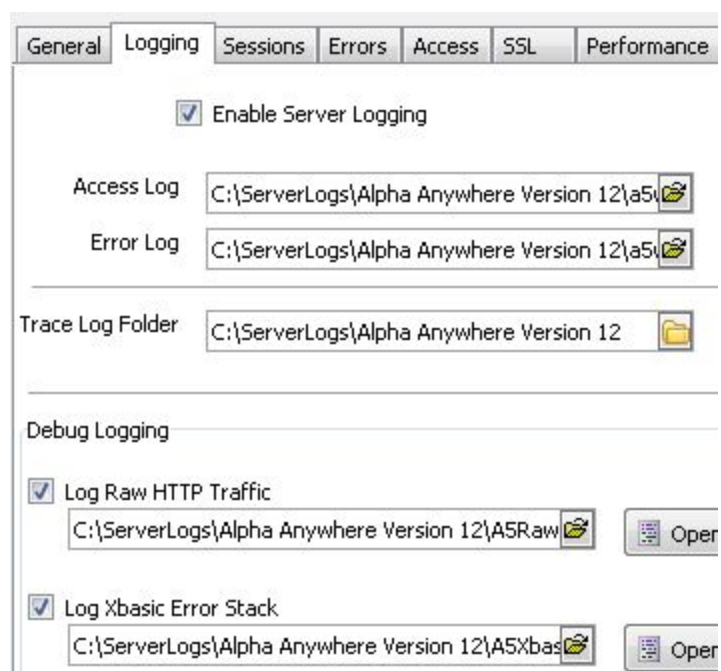 General Logging Sessions Errors Access SSL Performance
Enable Server Logging
Access Log C:\ServerLogs\Alpha Anywhere Version 12\a5
Error Log C:\ServerLogs\Alpha Anywhere Version 12\a5
Trace Log Folder C:\ServerLogs\Alpha Anywhere Version 12
Debug Logging
Log Raw HTTP Traffic
C:\ServerLogs\Alpha Anywhere Version 12\A5Raw Open
Log Xbasic Error Stack
C:\ServerLogs\Alpha Anywhere Version 12\A5Xbas Open